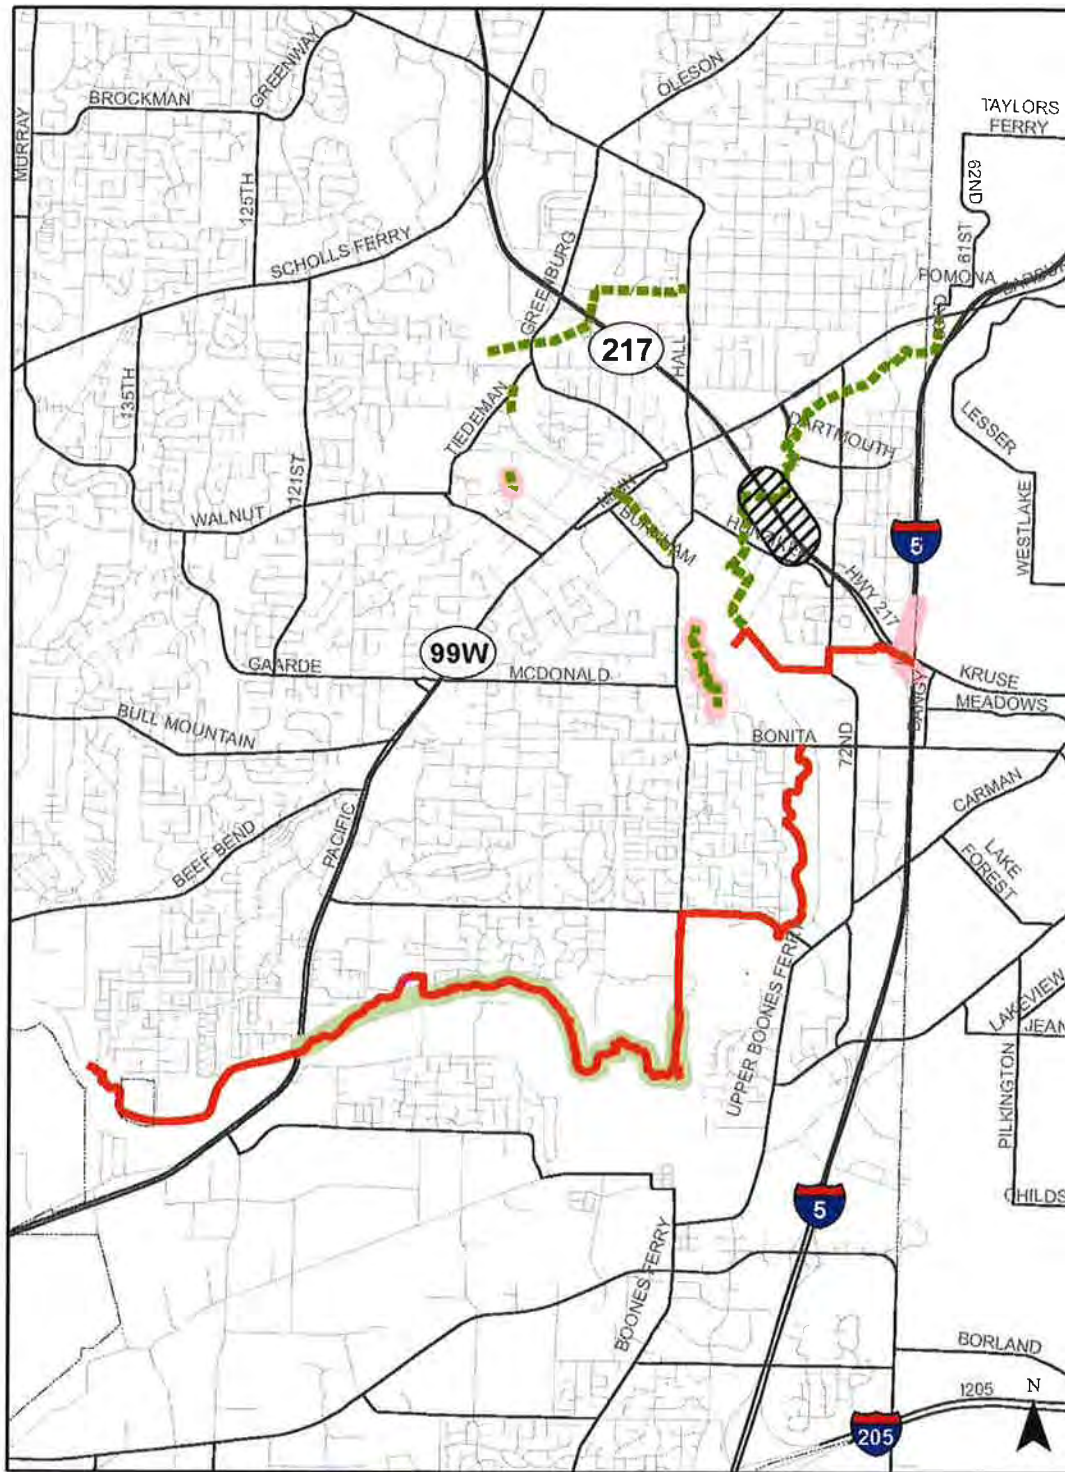 GREENWAY
BROCKMAN
OLESON
TAYLORS
FERRY
MURRAY
125TH
62ND
61ST
SCHOLLS FERRY
GREENBURG
POMONA
217
HALL
135TH
TIEDEMAN
DARTMOUTH
LESSER
121ST
WALNUT
MAIN
BURNHAM
WESTLAKE
5
HWY 217
99W
GAARDE
MCDONALD
KRUSE
BANGY
MEADOWS
BULL MOUNTAIN
BONITA
72ND
CARMAN
PACIFIC
BEEF BEND
LAKE
FOREST
UPPER BOONES FERRY
LAKEVIEW
JEAN
PILKINGTON
5
CHILDS
BOONES FERRY
BORLAND
I205
N
205